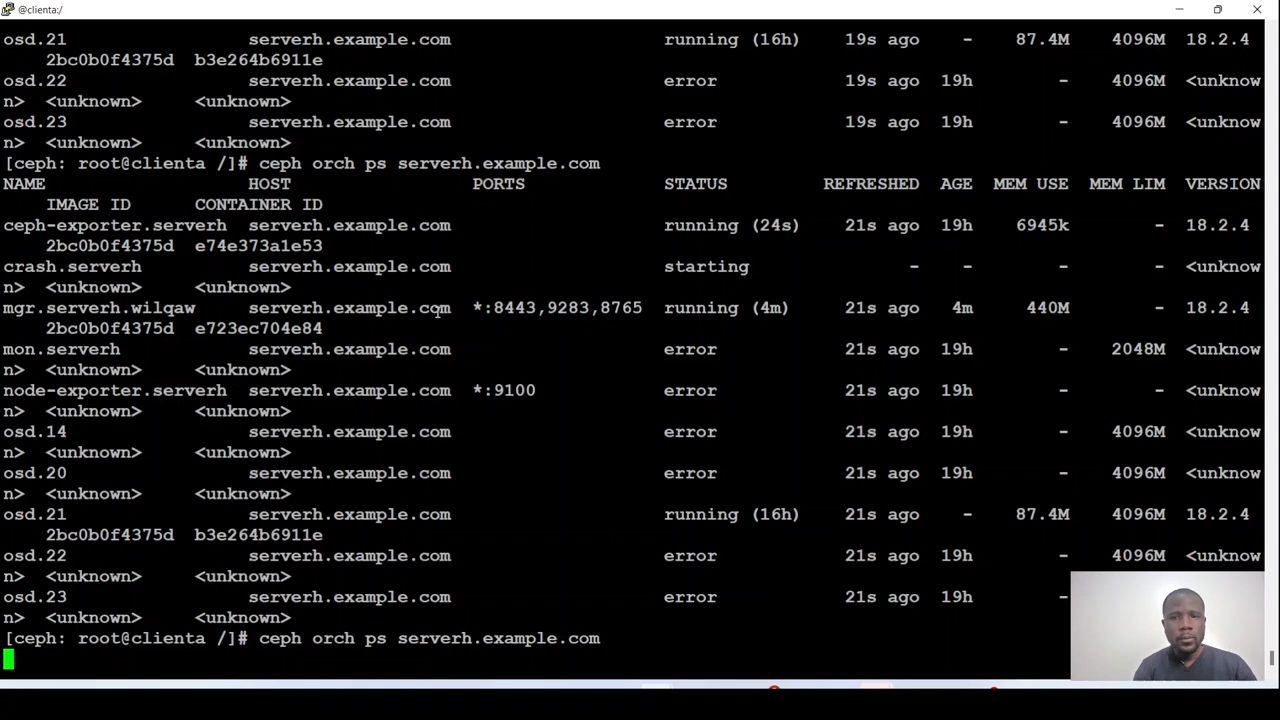 @clienta:/
osd.21 serverh.example.com running (16h) 19s ago - 87.4M 4096M 18.2.4
2bc0b0f4375d b3e264b6911e
osd.22 serverh.example.com error 19s ago 19h - 4096M <unknow
n> <unknown> <unknown>
osd.23 serverh.example.com error 19s ago 19h - 4096M <unknow
n> <unknown> <unknown>
[ceph: root@clienta /]# ceph orch ps serverh.example.com
NAME HOST PORTS STATUS REFRESHED AGE MEM USE MEM LIM VERSION
IMAGE ID CONTAINER ID
ceph-exporter.serverh serverh.example.com running (24s) 21s ago 19h 6945k - 18.2.4
2bc0b0f4375d e74e373a1e53
crash.serverh serverh.example.com starting - - - - <unknow
n> <unknown> <unknown>
mgr.serverh.wilqaw serverh.example.com *:8443,9283,8765 running (4m) 21s ago 4m 440M - 18.2.4
2bc0b0f4375d e723ec704e84
mon.serverh serverh.example.com error 21s ago 19h - 2048M <unknow
n> <unknown> <unknown>
node-exporter.serverh serverh.example.com *:9100 error 21s ago 19h - - <unknow
n> <unknown> <unknown>
osd.14 serverh.example.com error 21s ago 19h - 4096M <unknow
n> <unknown> <unknown>
osd.20 serverh.example.com error 21s ago 19h - 4096M <unknow
n> <unknown> <unknown>
osd.21 serverh.example.com running (16h) 21s ago - 87.4M 4096M 18.2.4
2bc0b0f4375d b3e264b6911e
osd.22 serverh.example.com error 21s ago 19h - 4096M <unknow
n> <unknown> <unknown>
osd.23 serverh.example.com error 21s ago 19h -
n> <unknown> <unknown>
[ceph: root@clienta /]# ceph orch ps serverh.example.com